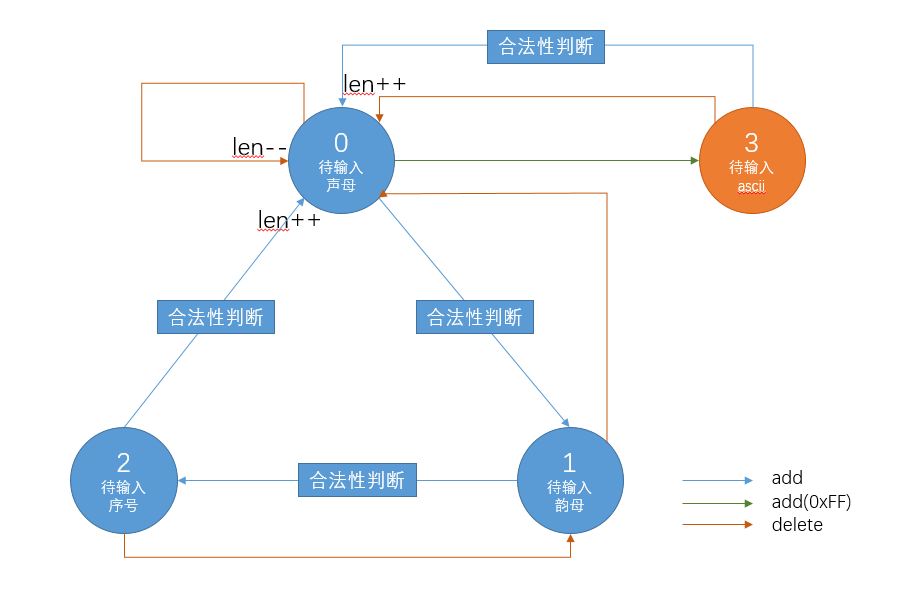 合法性判断
len++
len--
0
待输入
声母
3
待输入
ascii
len++
合法性判断
合法性判断
2
待输入
序号
合法性判断
1
待输入
韵母
add
add(0xFF)
delete